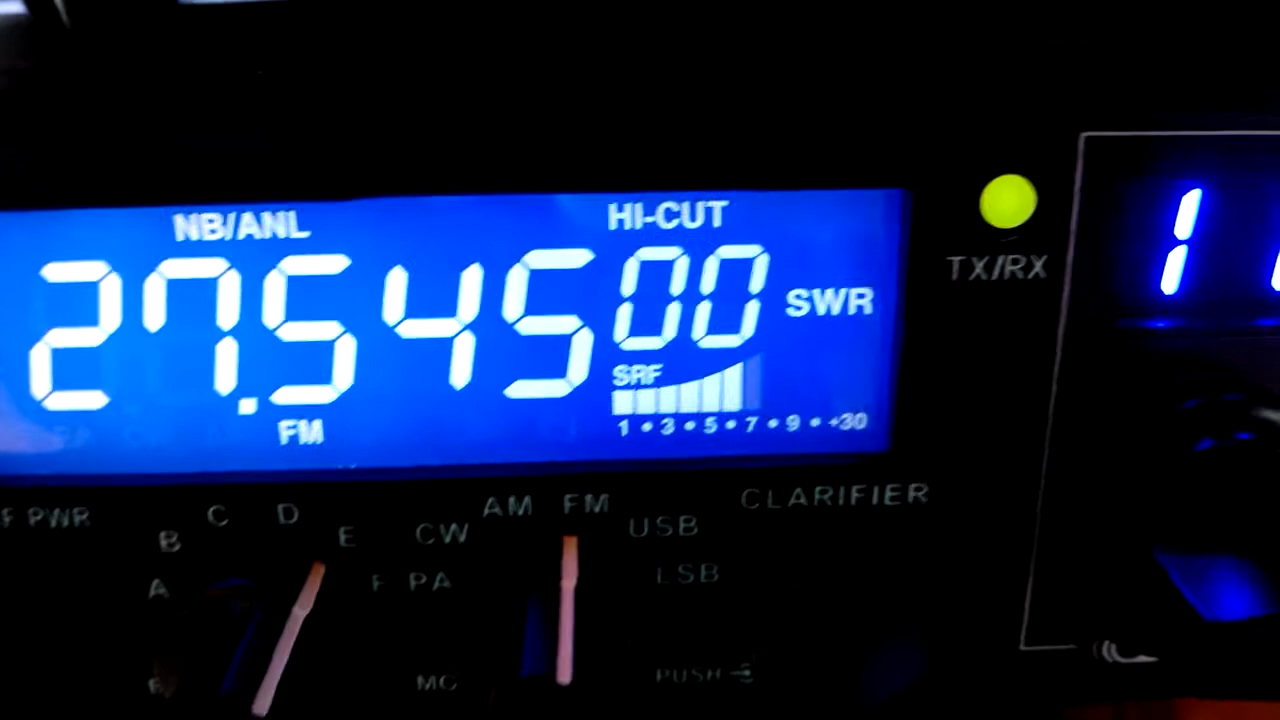 NB/ANL HI-CUT
27.54500 SWR
SRF
1 • 3 • 5 • 7 • 9 • +30
FM
TX/RX
1
F PWR
A B C D E F
PA CW AM FM USB LSB
CLARIFIER
PUSH